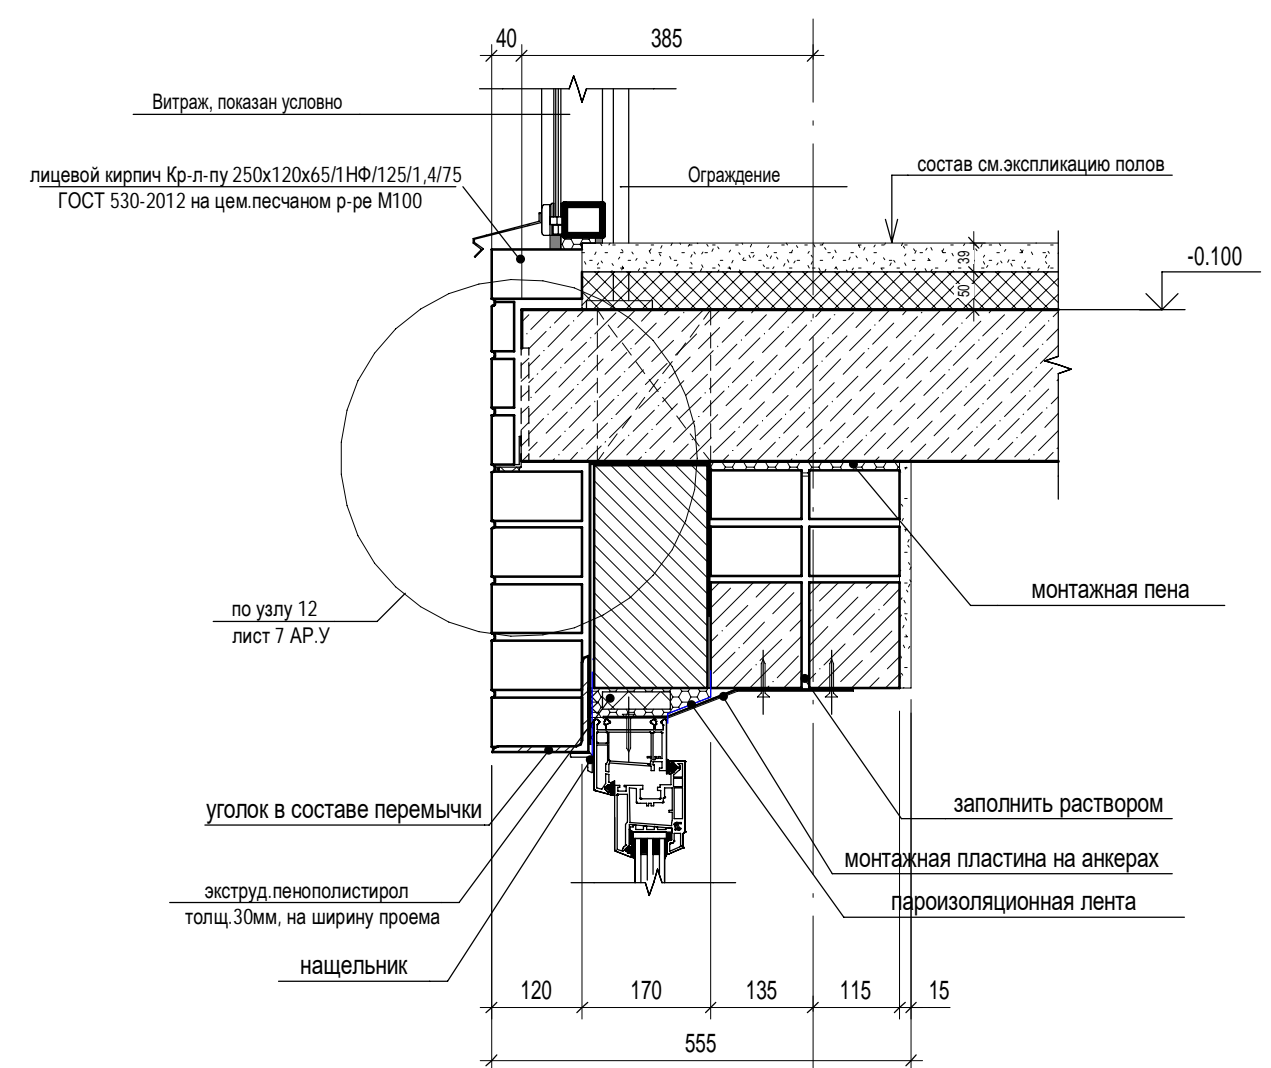 40
385
Витраж, показан условно
лицевой кирпич Кр-л-пу 250х120х65/1НФ/125/1,4/75
ГОСТ 530-2012 на цем.песчаном р-ре М100
Ограждение
состав см.экспликацию полов
39
50
-0.100
монтажная пена
по узлу 12
лист 7 АР.У
уголок в составе перемычки
заполнить раствором
монтажная пластина на анкерах
экструд.пенополистирол
толщ.30мм, на ширину проема
пароизоляционная лента
нащельник
120
170
135
115
15
555